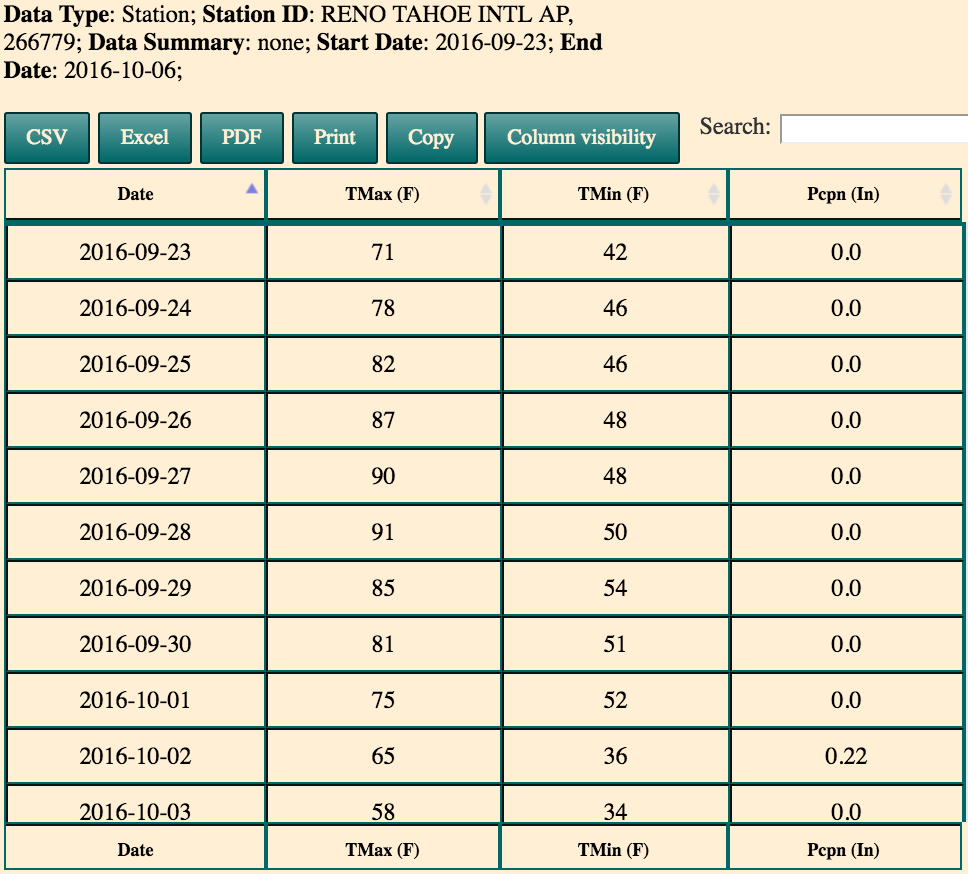 Data Type: Station; Station ID: RENO TAHOE INTL AP,
266779; Data Summary: none; Start Date: 2016-09-23; End
Date: 2016-10-06;
CSV Excel PDF Print Copy Column visibility Search:
Date TMax (F) TMin (F) Pcpn (In)
2016-09-23 71 42 0.0
2016-09-24 78 46 0.0
2016-09-25 82 46 0.0
2016-09-26 87 48 0.0
2016-09-27 90 48 0.0
2016-09-28 91 50 0.0
2016-09-29 85 54 0.0
2016-09-30 81 51 0.0
2016-10-01 75 52 0.0
2016-10-02 65 36 0.22
2016-10-03 58 34 0.0
Date TMax (F) TMin (F) Pcpn (In)